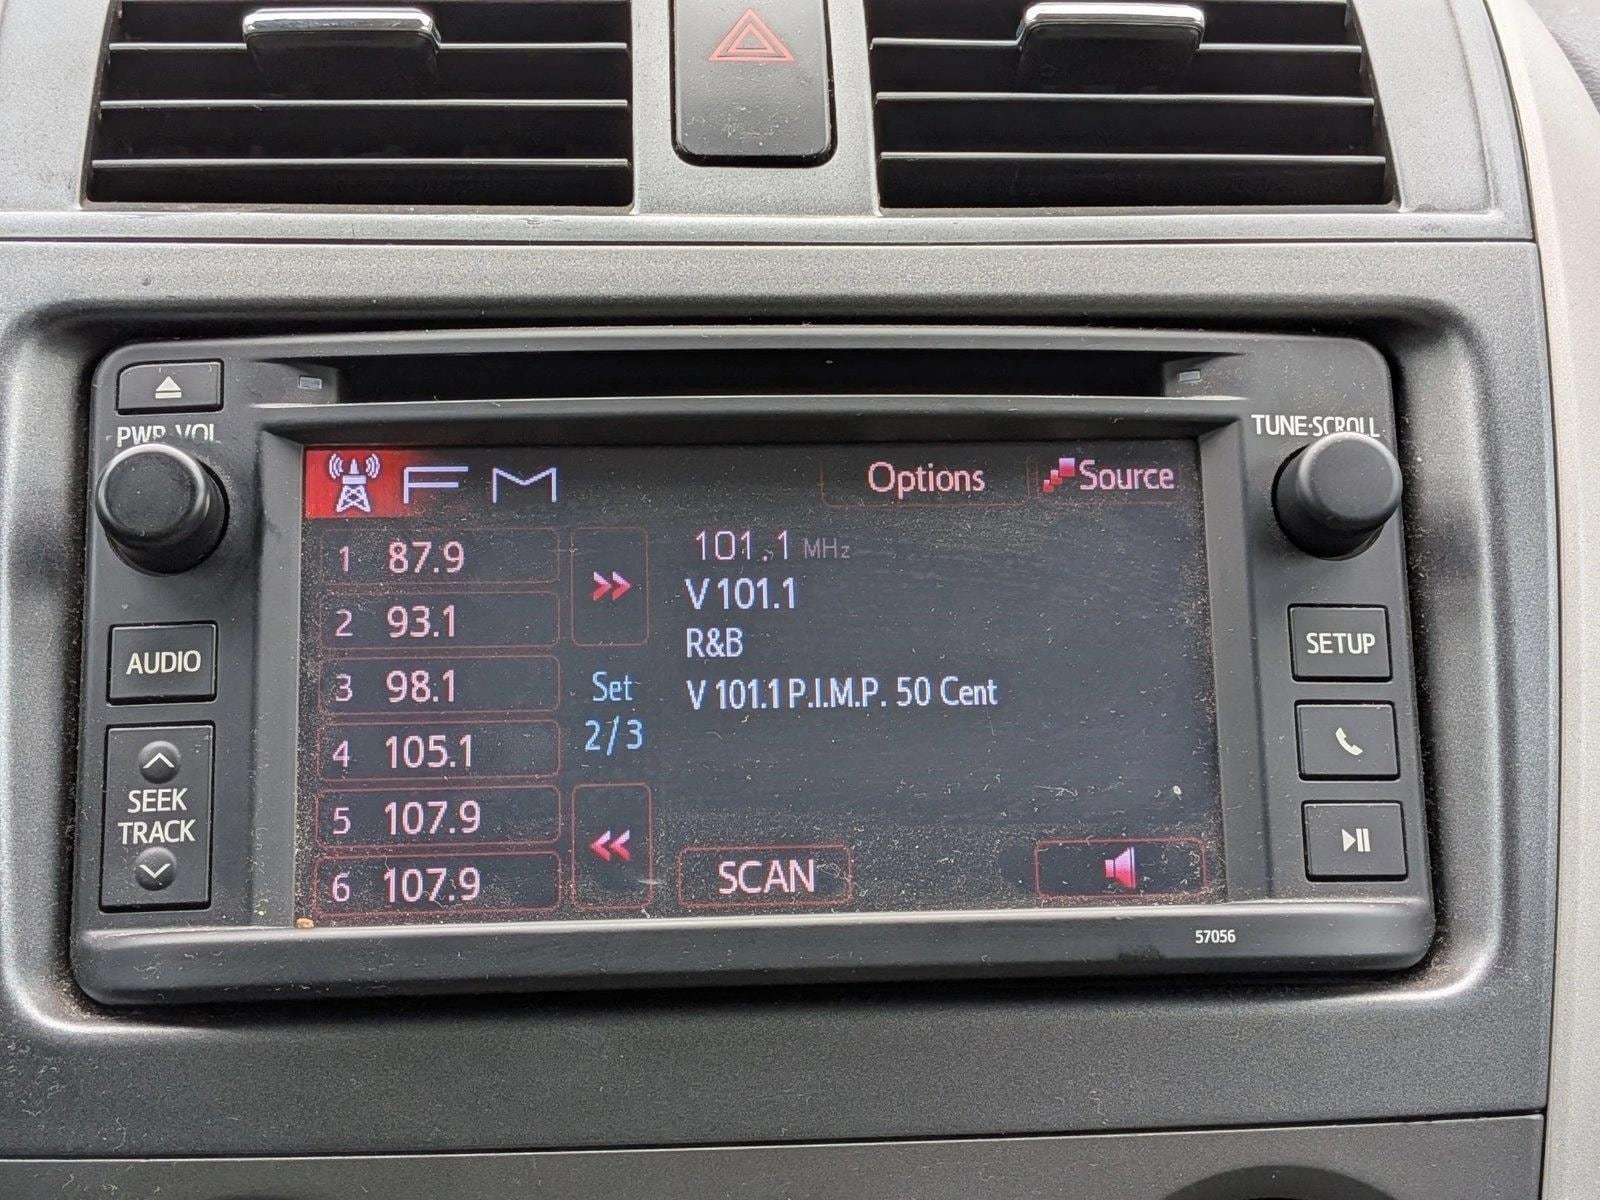 PWR·VOL
TUNE·SCROLL
FM
Options
Source
1 87.9
2 93.1
3 98.1
4 105.1
5 107.9
6 107.9
Set
2/3
101.1 MHz
V 101.1
R&B
V 101.1 P.I.M.P. 50 Cent
SCAN
AUDIO
SEEK
TRACK
SETUP
57056